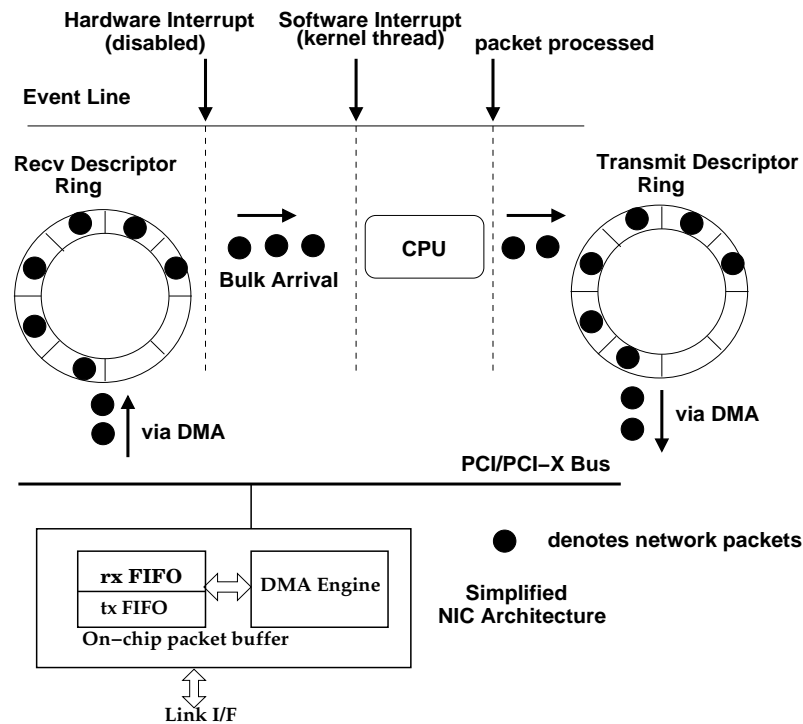 Hardware Interrupt
(disabled)
Software Interrupt
(kernel thread)
packet processed
Event Line
Recv Descriptor
Ring
Transmit Descriptor
Ring
CPU
Bulk Arrival
via DMA
via DMA
PCI/PCI−X Bus
rx FIFO
tx FIFO
DMA Engine
On−chip packet buffer
denotes network packets
Simplified
NIC Architecture
Link I/F